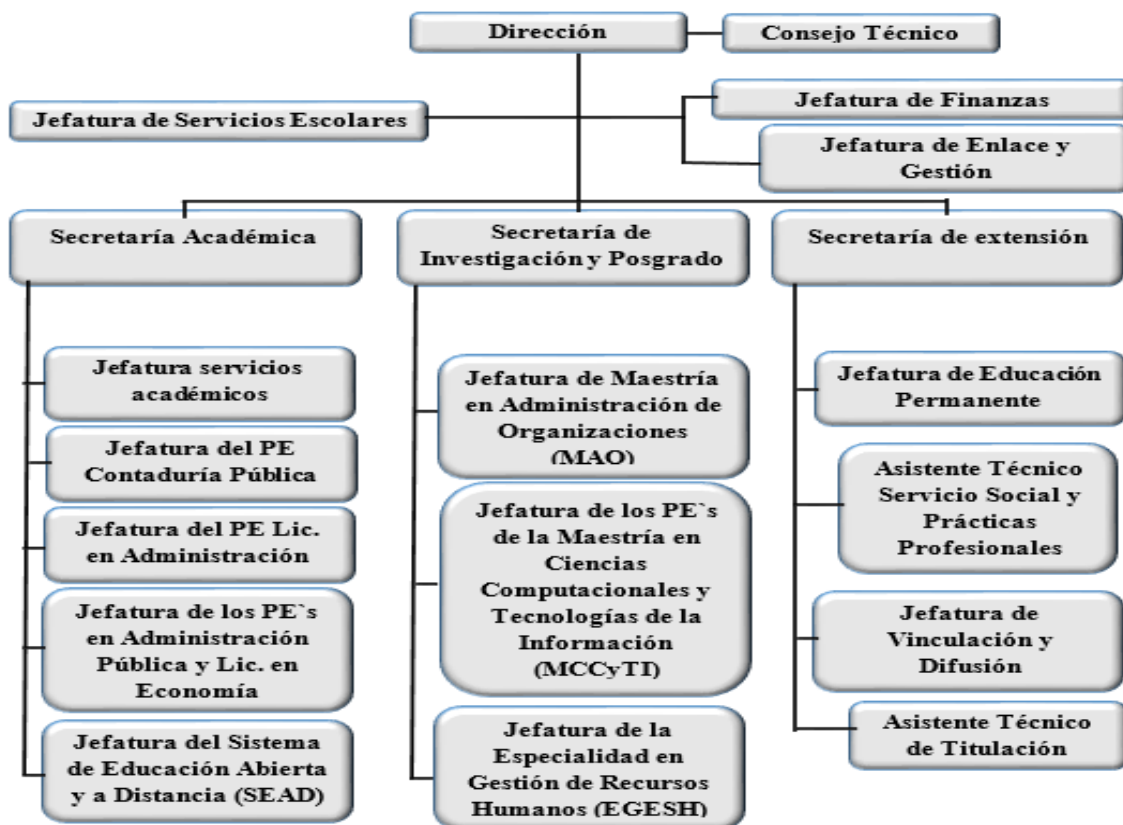 Dirección
Consejo Técnico
Jefatura de Finanzas
Jefatura de Servicios Escolares
Jefatura de Enlace y
Gestión
Secretaría Académica
Secretaría de
Investigación y Posgrado
Secretaría de extensión
Jefatura servicios
académicos
Jefatura del PE
Contaduría Pública
Jefatura del PE Lic.
en Administración
Jefatura de los PE`s
en Administración
Pública y Lic. en
Economía
Jefatura del Sistema
de Educación Abierta
y a Distancia (SEAD)
Jefatura de Maestría
en Administración de
Organizaciones
(MAO)
Jefatura de los PE`s
de la Maestría en
Ciencias
Computacionales y
Tecnologías de la
Información
(MCCyTI)
Jefatura de la
Especialidad en
Gestión de Recursos
Humanos (EGESH)
Jefatura de Educación
Permanente
Asistente Técnico
Servicio Social y
Prácticas
Profesionales
Jefatura de
Vinculación y
Difusión
Asistente Técnico
de Titulación